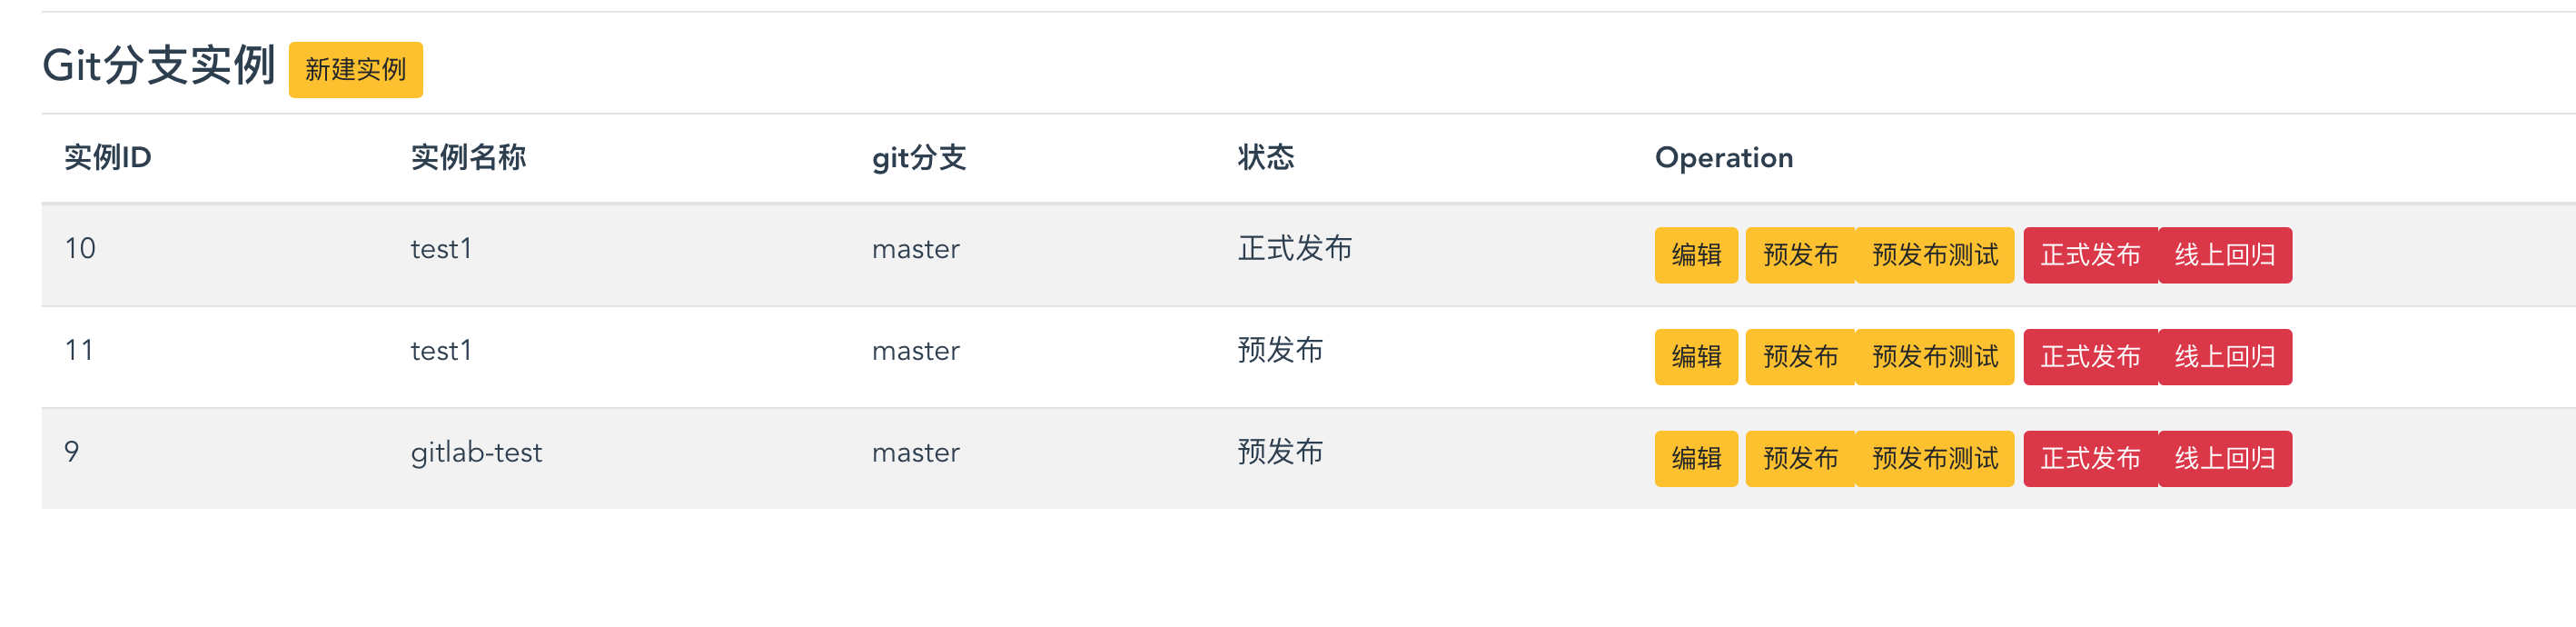 Git分支实例 新建实例
实例ID 实例名称 git分支 状态 Operation
10 test1 master 正式发布 编辑 预发布 预发布测试 正式发布 线上回归
11 test1 master 预发布 编辑 预发布 预发布测试 正式发布 线上回归
9 gitlab-test master 预发布 编辑 预发布 预发布测试 正式发布 线上回归